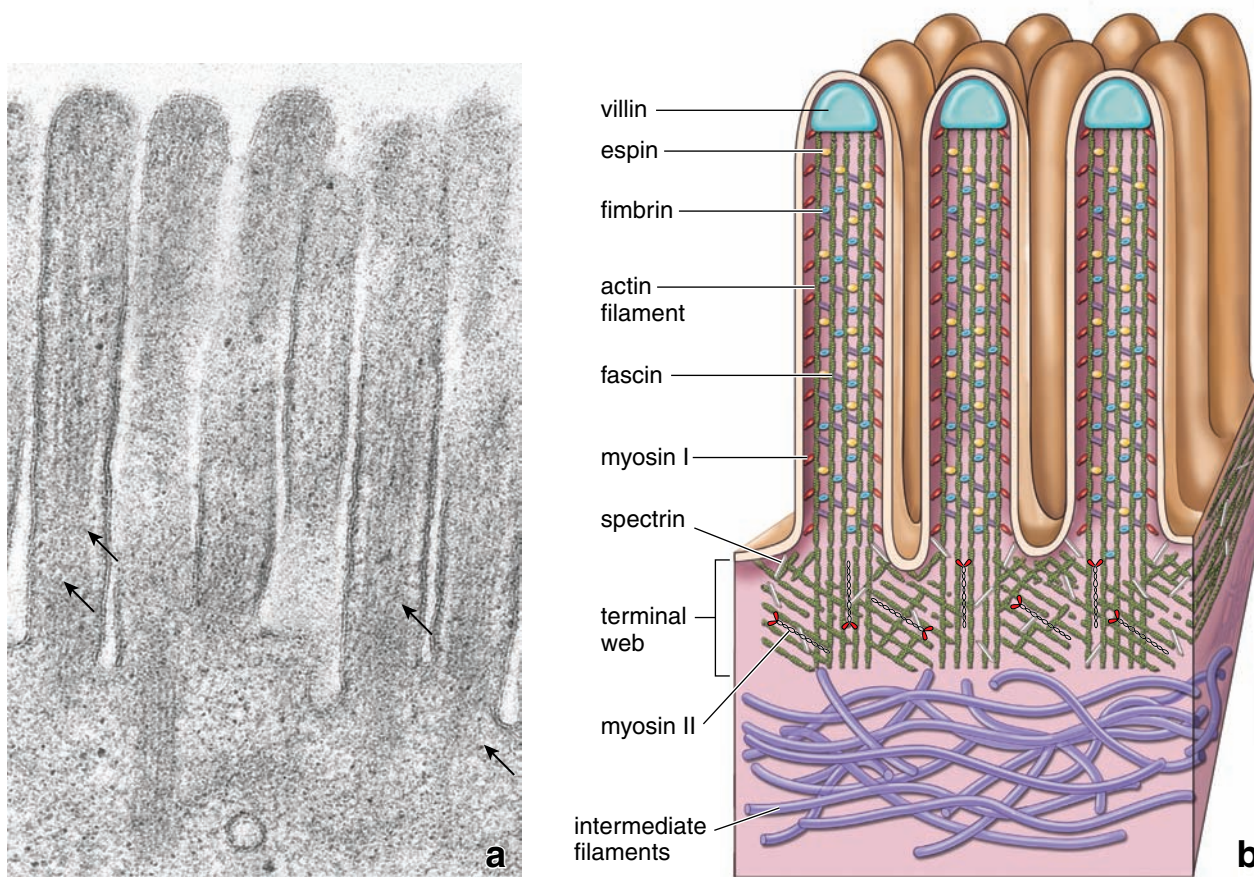 villin
espin
fimbrin
actin
filament
fascin
myosin I
spectrin
terminal
web
myosin II
intermediate
filaments
a
b